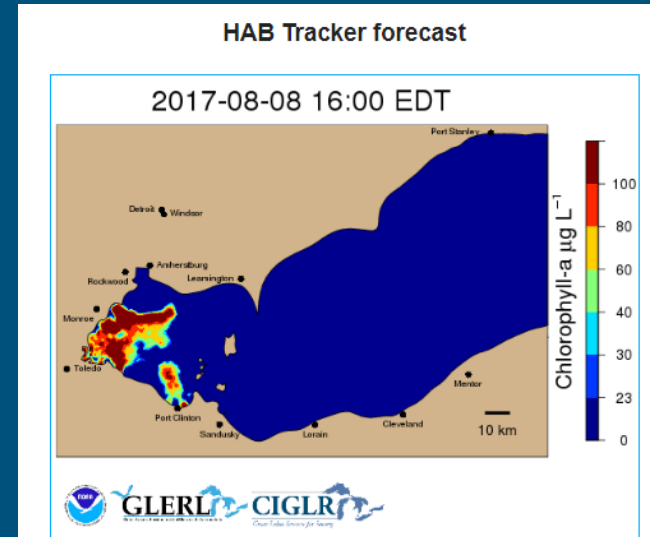 HAB Tracker forecast
2017-08-08 16:00 EDT
Port Stanley
Detroit
Windsor
Amherstburg
Rockwood
Leamington
Monroe
Toledo
Port Clinton
Sandusky
Lorain
Cleveland
Mentor
10 km
Chlorophyll-a µg L⁻¹
100
80
60
40
30
23
0
NOAA
GLERL
CIGLR